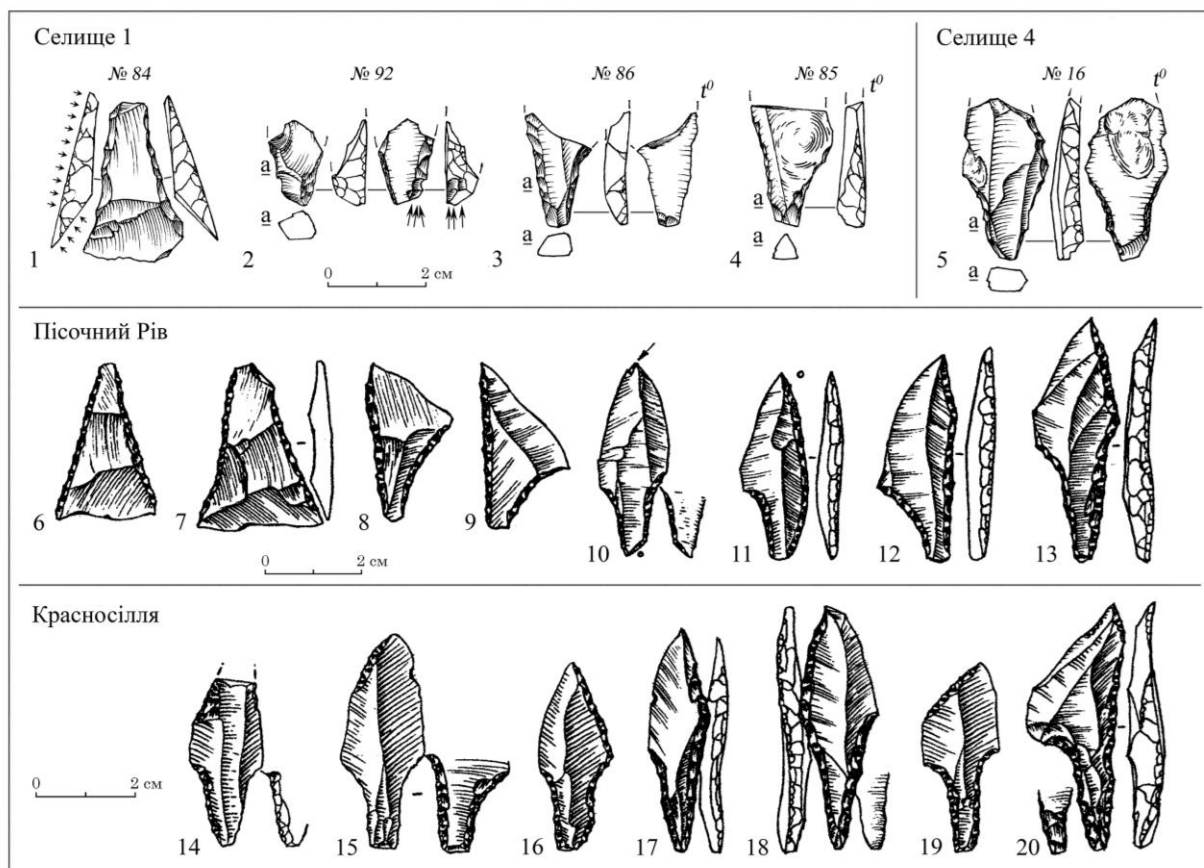 Селище 1
Селище 4
№ 84
№ 92
№ 86
№ 85
№ 16
t⁰
t⁰
t⁰
a
a
a
a
a
a
a
a
1
2
3
4
5
0 2 см
Пісочний Рів
6
7
8
9
10
11
12
13
0 2 см
Красносілля
0 2 см
14
15
16
17
18
19
20